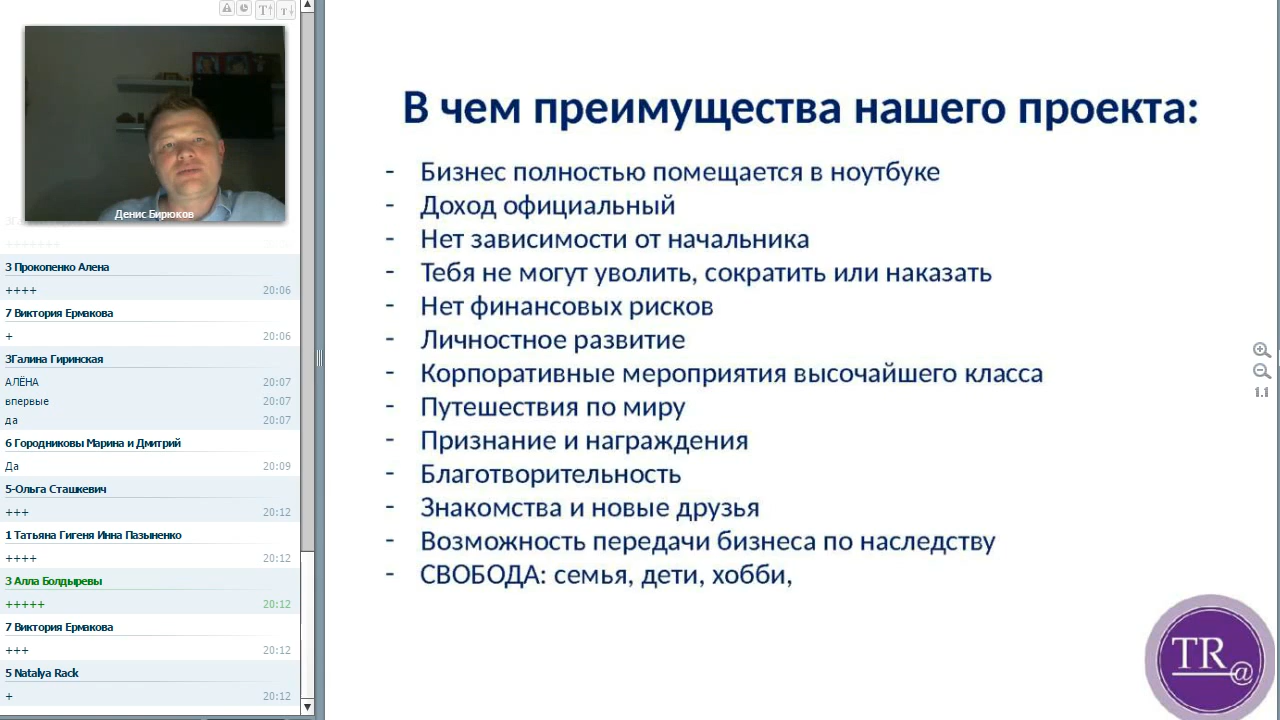 Денис Бирюков
3 Прокопенко Алена
++++ 20:06
7 Виктория Ермакова
+ 20:06
3Галина Гиринская
АЛЁНА 20:07
впервые 20:07
да 20:07
6 Городниковы Марина и Дмитрий
Да 20:09
5-Ольга Сташкевич
+++ 20:12
1 Татьяна Гигеня Инна Пазыненко
++++ 20:12
3 Алла Болдыревы
+++++ 20:12
7 Виктория Ермакова
+++ 20:12
5 Natalya Rack
+ 20:12
В чем преимущества нашего проекта:
- Бизнес полностью помещается в ноутбуке
- Доход официальный
- Нет зависимости от начальника
- Тебя не могут уволить, сократить или наказать
- Нет финансовых рисков
- Личностное развитие
- Корпоративные мероприятия высочайшего класса
- Путешествия по миру
- Признание и награждения
- Благотворительность
- Знакомства и новые друзья
- Возможность передачи бизнеса по наследству
- СВОБОДА: семья, дети, хобби,
1:1
TR@